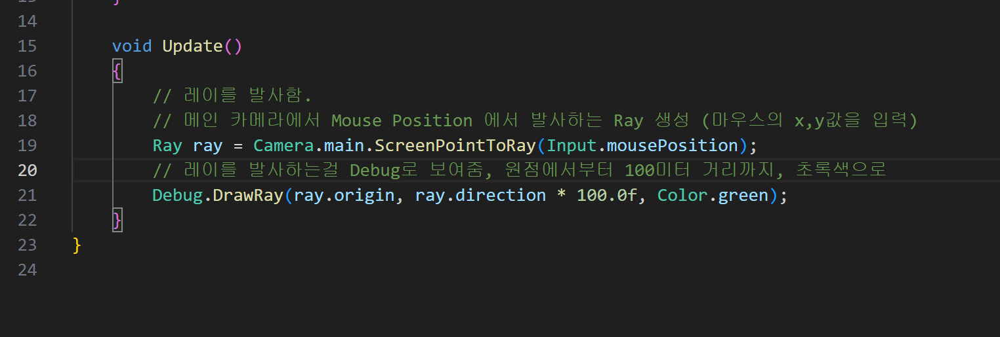 14
15 void Update()
16 {
17 // 레이를 발사함.
18 // 메인 카메라에서 Mouse Position 에서 발사하는 Ray 생성 (마우스의 x,y값을 입력)
19 Ray ray = Camera.main.ScreenPointToRay(Input.mousePosition);
20 // 레이를 발사하는걸 Debug로 보여줌, 원점에서부터 100미터 거리까지, 초록색으로
21 Debug.DrawRay(ray.origin, ray.direction * 100.0f, Color.green);
22 }
23 }
24